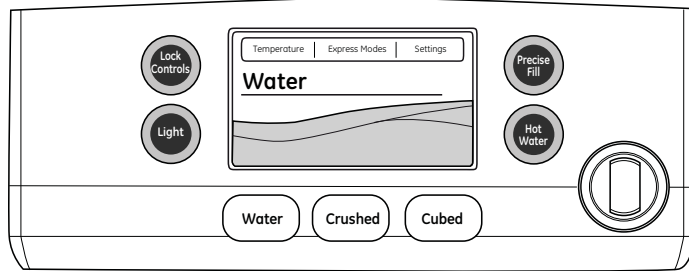 Lock
Controls
Light
Temperature Express Modes Settings
Water
Precise
Fill
Hot
Water
Water Crushed Cubed